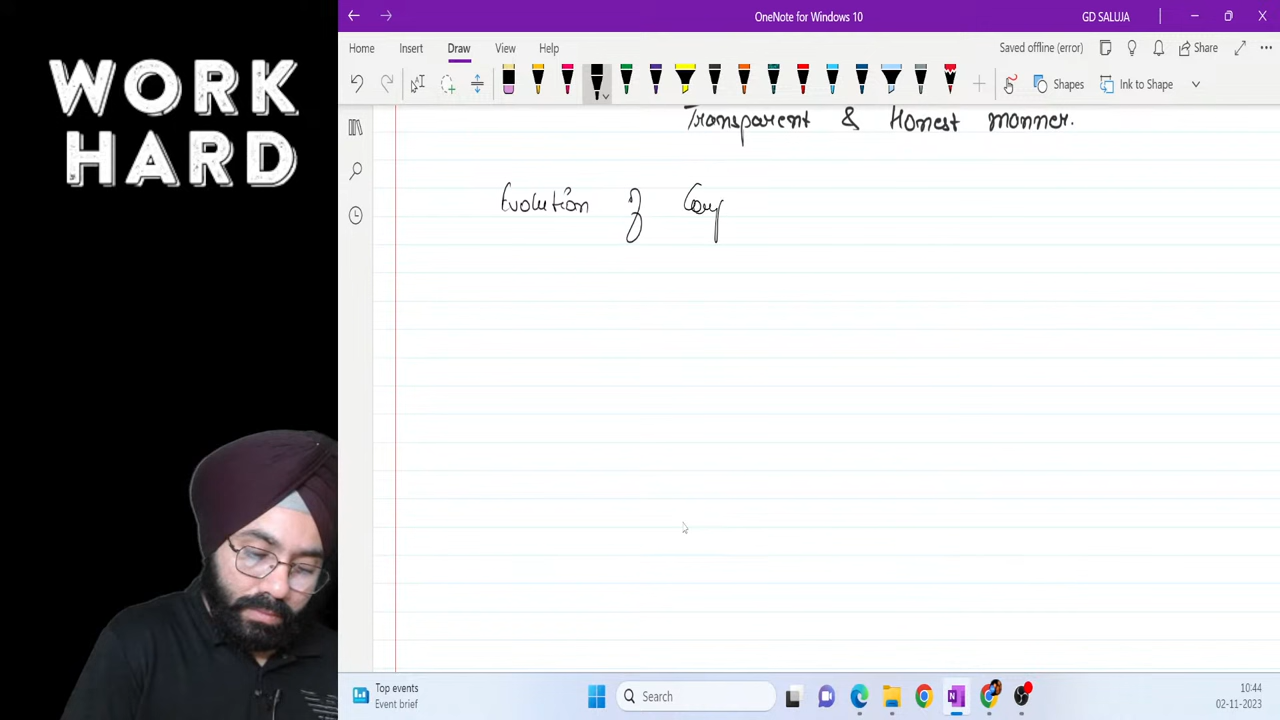 WORK
HARD
OneNote for Windows 10
GD SALUJA
Home Insert Draw View Help
Saved offline (error)
Share
Shapes
Ink to Shape
Transparent & Honest manner.
Evolution of
Top events
Event brief
Search
10:44
02-11-2023